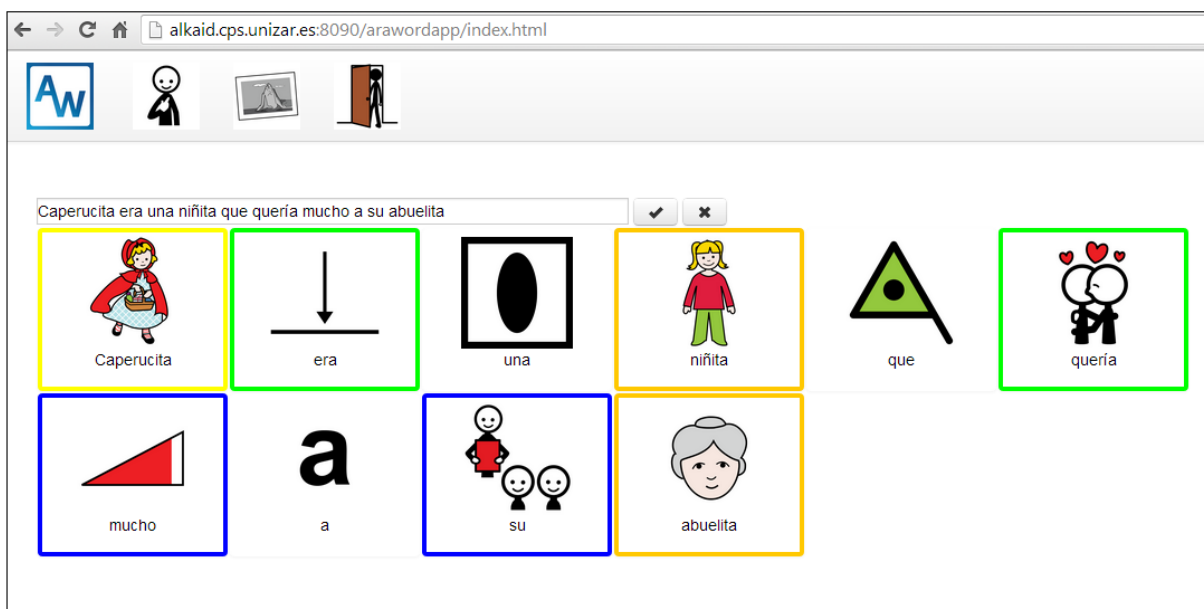 alkaid.cps.unizar.es:8090/arawordapp/index.html
AW
Caperucita era una niñita que quería mucho a su abuelita
Caperucita era una niñita que quería
a
mucho a su abuelita